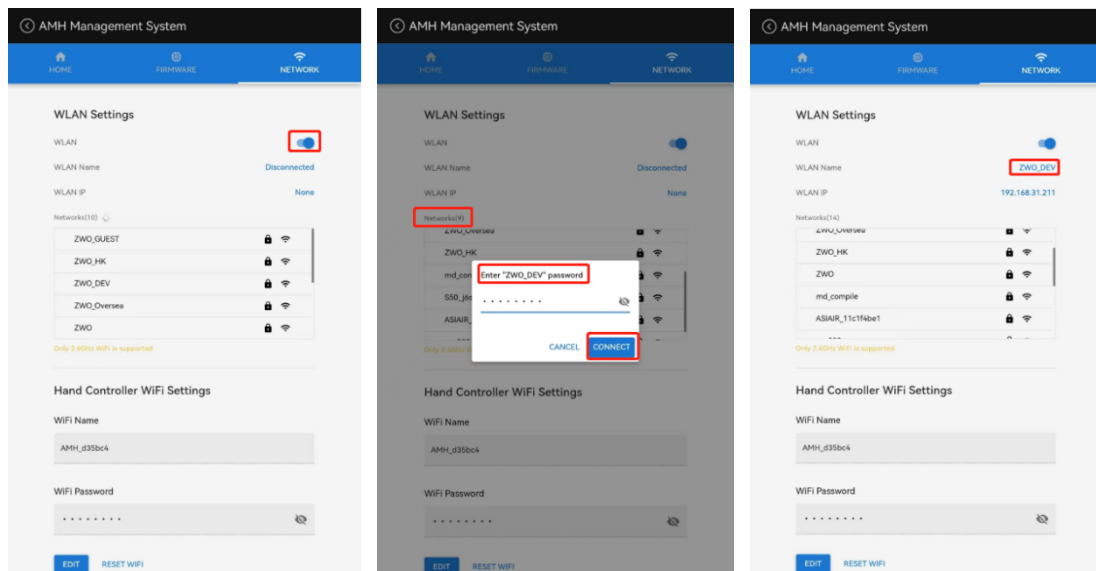 AMH Management System
HOME FIRMWARE NETWORK
WLAN Settings
WLAN
WLAN Name Disconnected
WLAN IP None
Networks(10)
ZWO_GUEST
ZWO_HK
ZWO_DEV
ZWO_Oversea
ZWO
Only 2.4GHz WiFi is supported
Hand Controller WiFi Settings
WiFi Name
AMH_d35bc4
WiFi Password
• • • • • • • •
EDIT RESET WIFI
AMH Management System
HOME FIRMWARE NETWORK
WLAN Settings
WLAN
WLAN Name Disconnected
WLAN IP None
Networks(9)
ZWO_Oversea
ZWO_HK
md_com
Enter "ZWO_DEV" password
S50_j6
• • • • • • • •
ASIAIR_
CANCEL CONNECT
Only 2.4GHz
Hand Controller WiFi Settings
WiFi Name
AMH_d35bc4
WiFi Password
• • • • • • • •
EDIT RESET WIFI
AMH Management System
HOME FIRMWARE NETWORK
WLAN Settings
WLAN
WLAN Name ZWO_DEV
WLAN IP 192.168.31.211
Networks(14)
ZWO_Oversea
ZWO_HK
ZWO
md_compile
ASIAIR_11c1f4be1
Only 2.4GHz WiFi is supported
Hand Controller WiFi Settings
WiFi Name
AMH_d35bc4
WiFi Password
• • • • • • • •
EDIT RESET WIFI